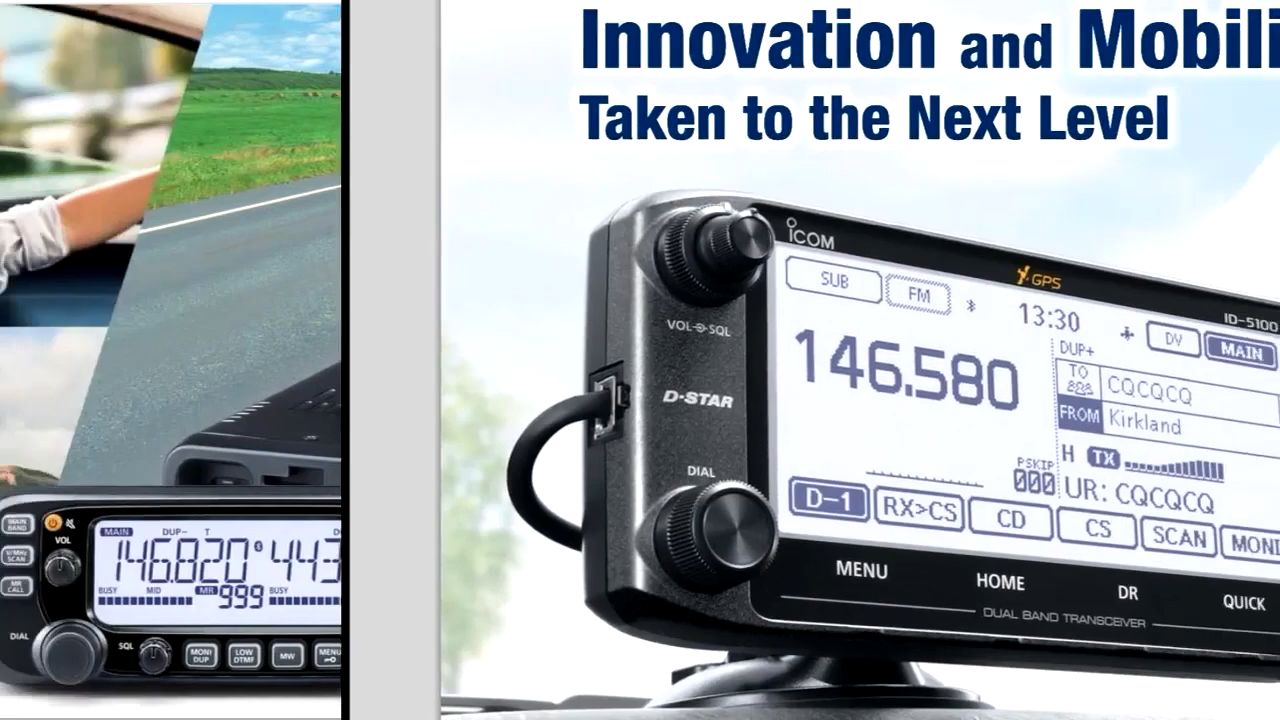 Innovation and Mobili
Taken to the Next Level
ICOM
GPS
ID-5100
SUB
FM
13:30
DV
MAIN
VOL
SQL
146.580
DUP+
TO
CQCQCQ
FROM
Kirkland
D-STAR
H
TX
DIAL
PSKIP
000
UR: CQCQCQ
D-1
RX>CS
CD
CS
SCAN
MONI
MENU
HOME
DR
QUICK
DUAL BAND TRANSCEIVER
MAIN
BAND
V/MHz
SCAN
MR
CALL
VOL
MAIN
DUP-
T
146.820
443
BUSY
MID
MR
999
BUSY
DIAL
SQL
MONI
DUP
LOW
DTMF
MW
MENU